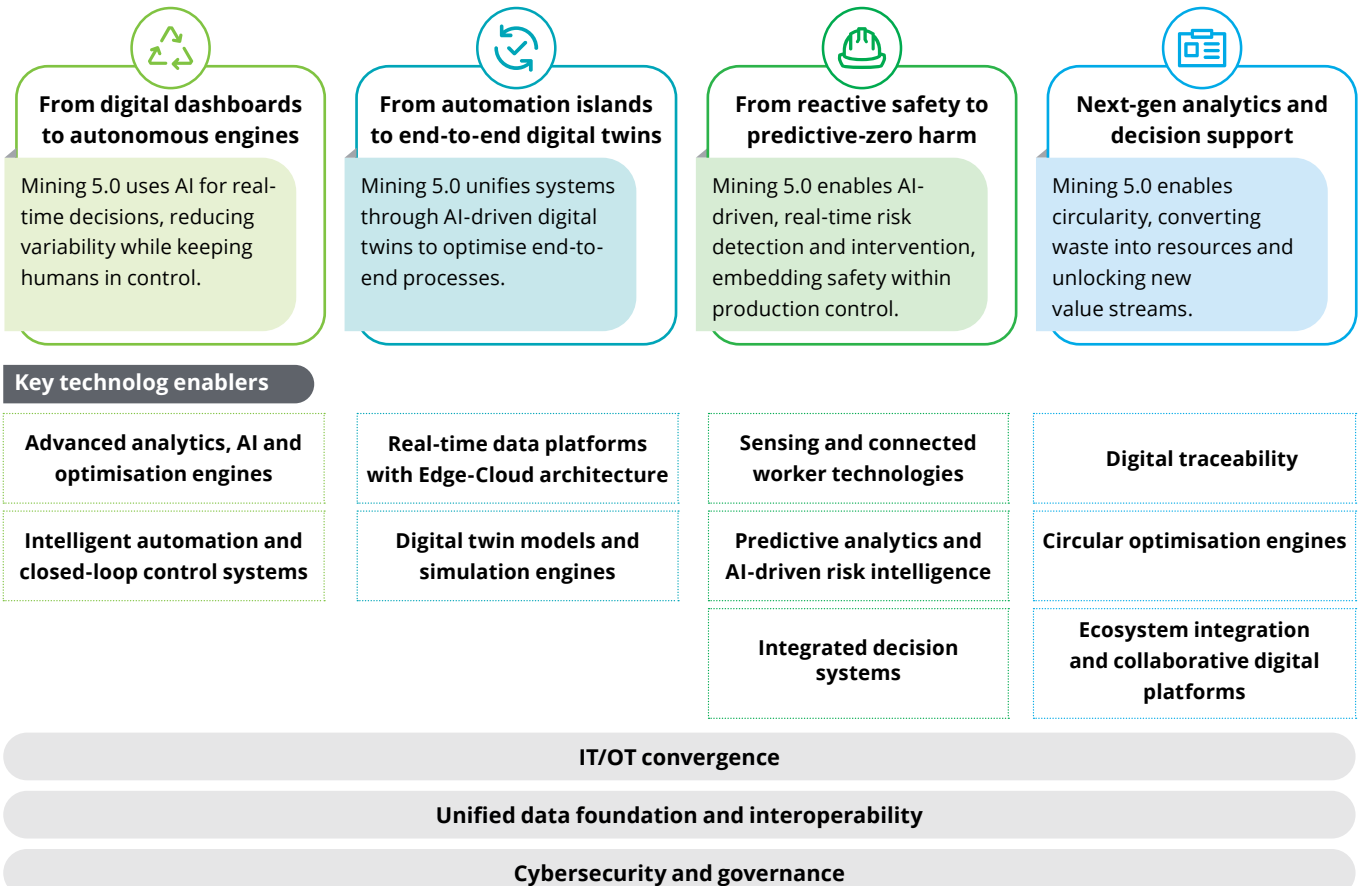 From digital dashboards
to autonomous engines
Mining 5.0 uses AI for real-
time decisions, reducing
variability while keeping
humans in control.
From automation islands
to end-to-end digital twins
Mining 5.0 unifies systems
through AI-driven digital
twins to optimise end-to-
end processes.
From reactive safety to
predictive-zero harm
Mining 5.0 enables AI-
driven, real-time risk
detection and intervention,
embedding safety within
production control.
Next-gen analytics and
decision support
Mining 5.0 enables
circularity, converting
waste into resources and
unlocking new
value streams.
Key technolog enablers
Advanced analytics, AI and
optimisation engines
Intelligent automation and
closed-loop control systems
Real-time data platforms
with Edge-Cloud architecture
Digital twin models and
simulation engines
Sensing and connected
worker technologies
Predictive analytics and
AI-driven risk intelligence
Integrated decision
systems
Digital traceability
Circular optimisation engines
Ecosystem integration
and collaborative digital
platforms
IT/OT convergence
Unified data foundation and interoperability
Cybersecurity and governance